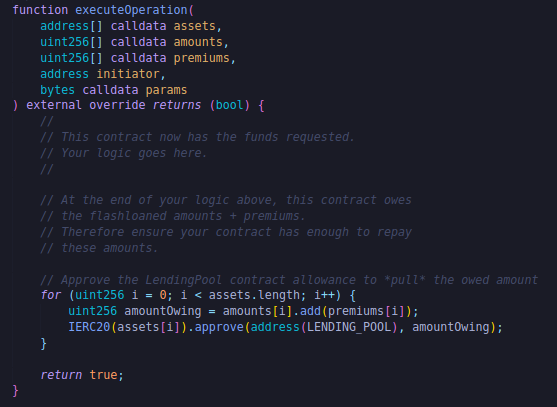 function executeOperation(
    address[] calldata assets,
    uint256[] calldata amounts,
    uint256[] calldata premiums,
    address initiator,
    bytes calldata params
) external override returns (bool) {
    //
    // This contract now has the funds requested.
    // Your logic goes here.
    //

    // At the end of your logic above, this contract owes
    // the flashloaned amounts + premiums.
    // Therefore ensure your contract has enough to repay
    // these amounts.

    // Approve the LendingPool contract allowance to *pull* the owed amount
    for (uint256 i = 0; i < assets.length; i++) {
        uint256 amountOwing = amounts[i].add(premiums[i]);
        IERC20(assets[i]).approve(address(LENDING_POOL), amountOwing);
    }

    return true;
}